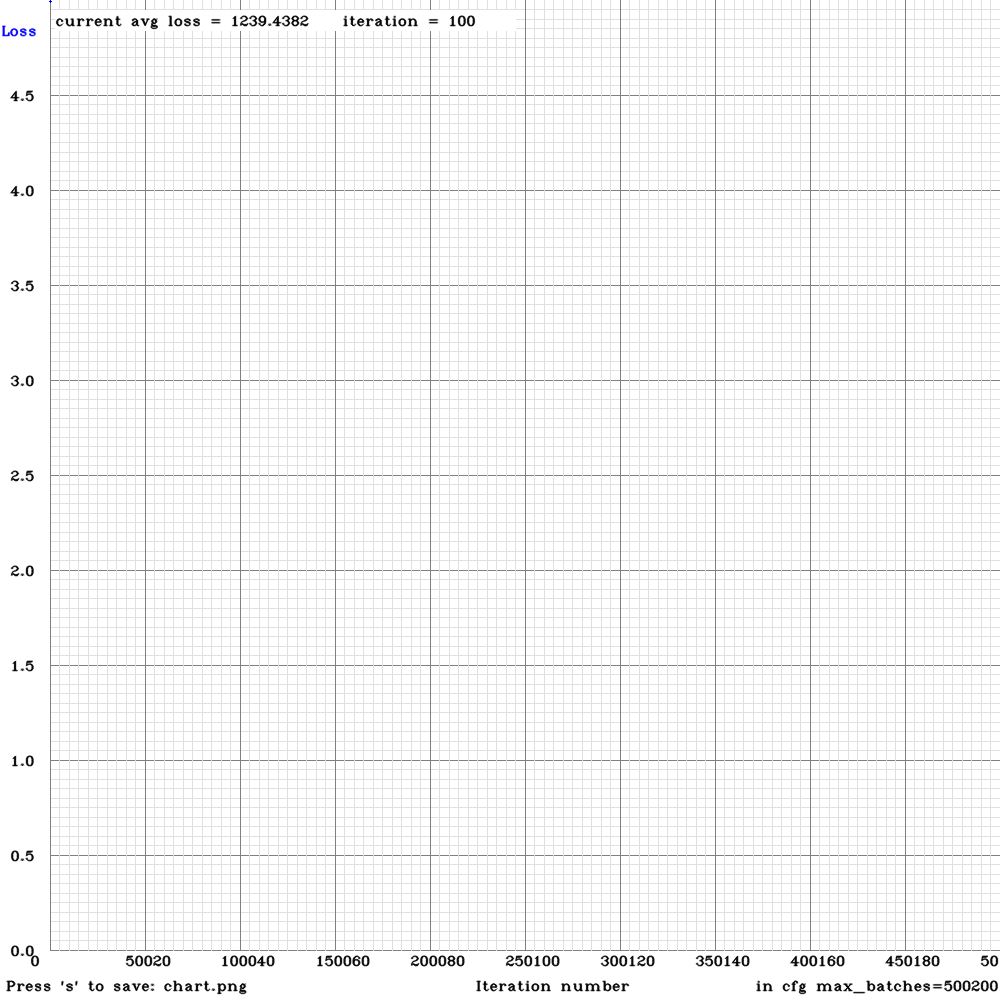 current avg loss = 1239.4382    iteration = 100
Loss
4.5
4.0
3.5
3.0
2.5
2.0
1.5
1.0
0.5
0.0
0 50020 100040 150060 200080 250100 300120 350140 400160 450180 50
Press 's' to save: chart.png    Iteration number    in cfg max_batches=500200